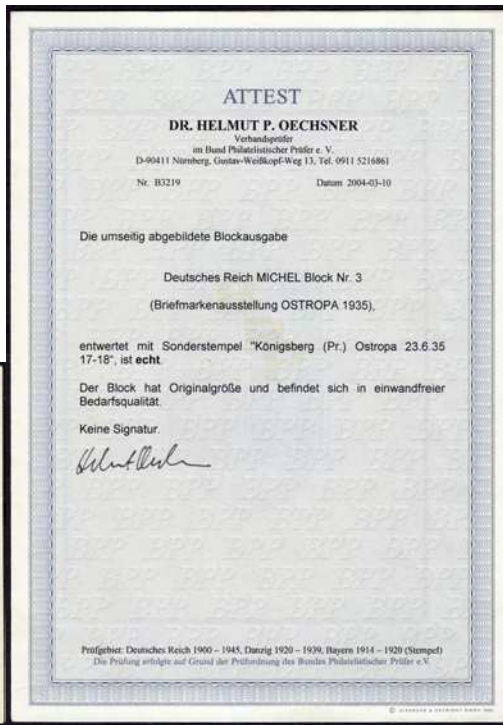 ATTEST
DR. HELMUT P. OECHSNER
Verbandsprüfer
im Bund Philatelistischer Prüfer e. V.
D-90411 Nürnberg, Gustav-Weißkopf-Weg 13, Tel. 0911 5216861
Nr. B3219 Datum 2004-03-10
Die umseitig abgebildete Blockausgabe
Deutsches Reich MICHEL Block Nr. 3
(Briefmarkenausstellung OSTROPA 1935),
entwertet mit Sonderstempel "Königsberg (Pr.) Ostropa 23.6.35
17-18", ist echt.
Der Block hat Originalgröße und befindet sich in einwandfreier
Bedarfsqualität.
Keine Signatur.
Prüfgebiet: Deutsches Reich 1900 – 1945, Danzig 1920 – 1939, Bayern 1914 – 1920 (Stempel)
Die Prüfung erfolgte auf Grund der Prüfordnung des Bundes Philatelistischer Prüfer e.V.